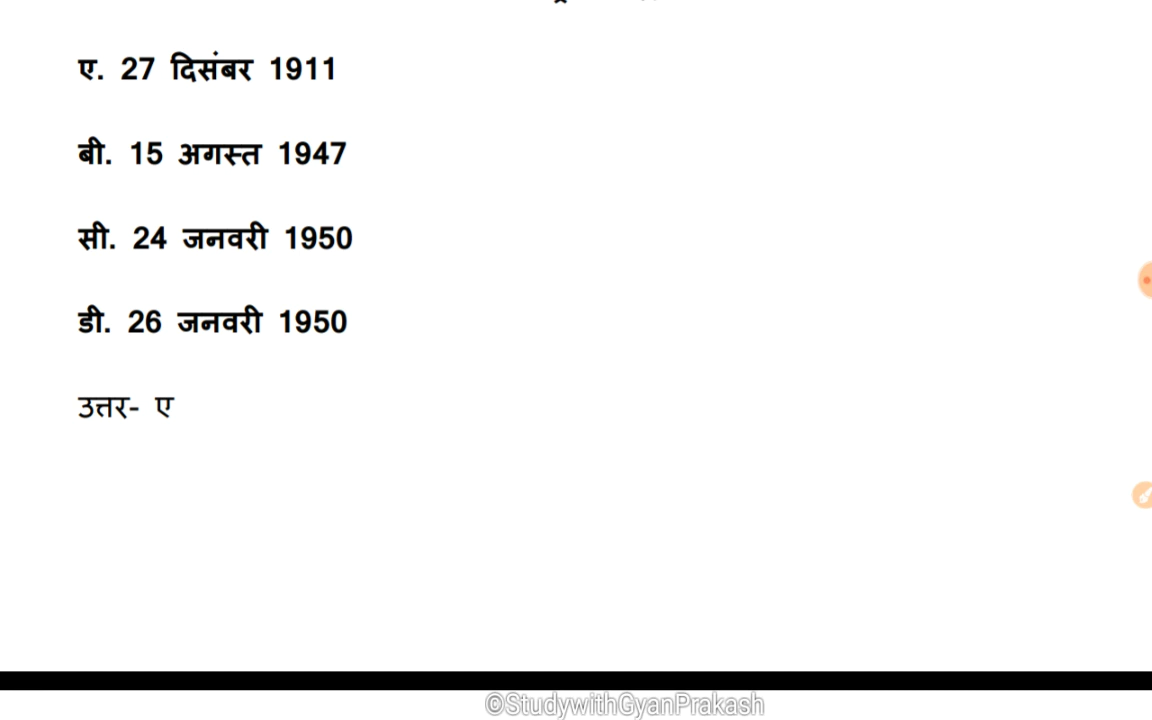 ए. 27 दिसंबर 1911
बी. 15 अगस्त 1947
सी. 24 जनवरी 1950
डी. 26 जनवरी 1950
उत्तर- ए
©StudywithGyanPrakash